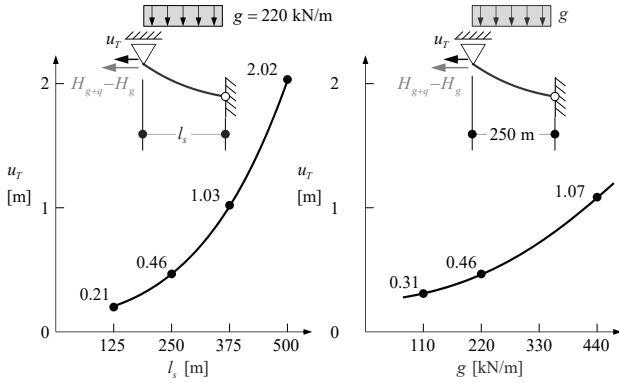 g = 220 kN/m
u_T
H_{g+q}−H_g
l_s
u_T
[m]
2
1
0
0.21
0.46
1.03
2.02
125 250 375 500
l_s [m]
g
u_T
H_{g+q}−H_g
250 m
u_T
[m]
2
1
0
0.31
0.46
1.07
110 220 330 440
g [kN/m]